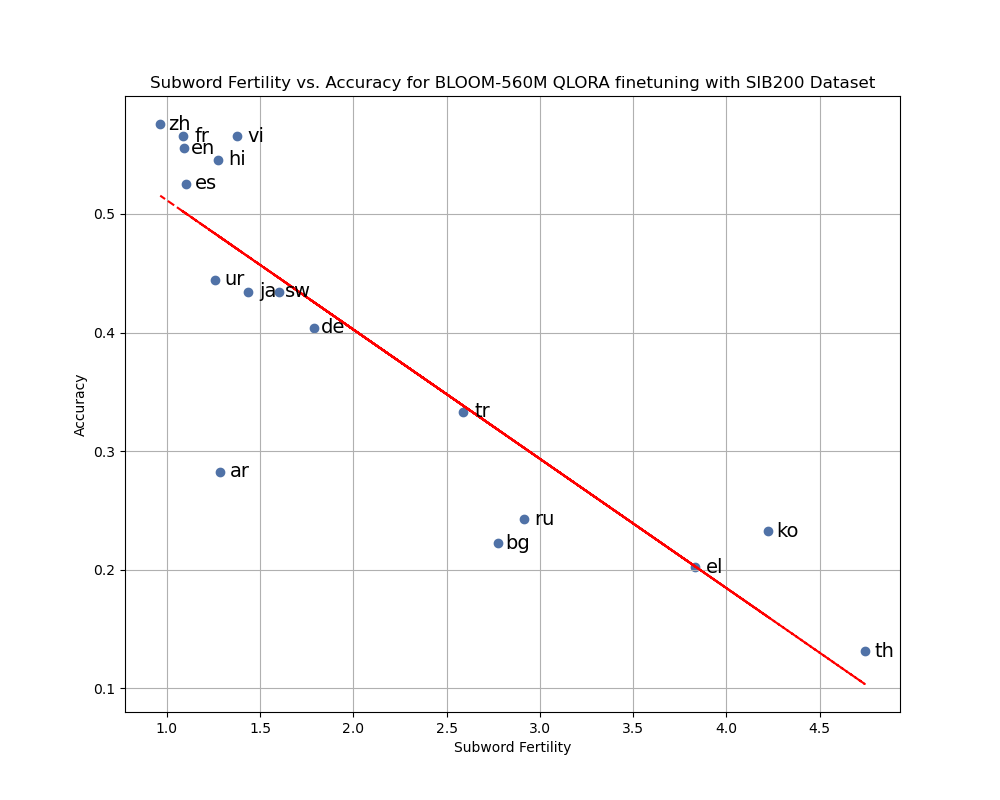 Subword Fertility vs. Accuracy for BLOOM-560M QLORA finetuning with SIB200 Dataset
zh
fr
vi
en
hi
es
0.5
ur
ja
sw
0.4
de
tr
0.3
ar
ru
ko
bg
0.2
el
th
0.1
Accuracy
1.0 1.5 2.0 2.5 3.0 3.5 4.0 4.5
Subword Fertility